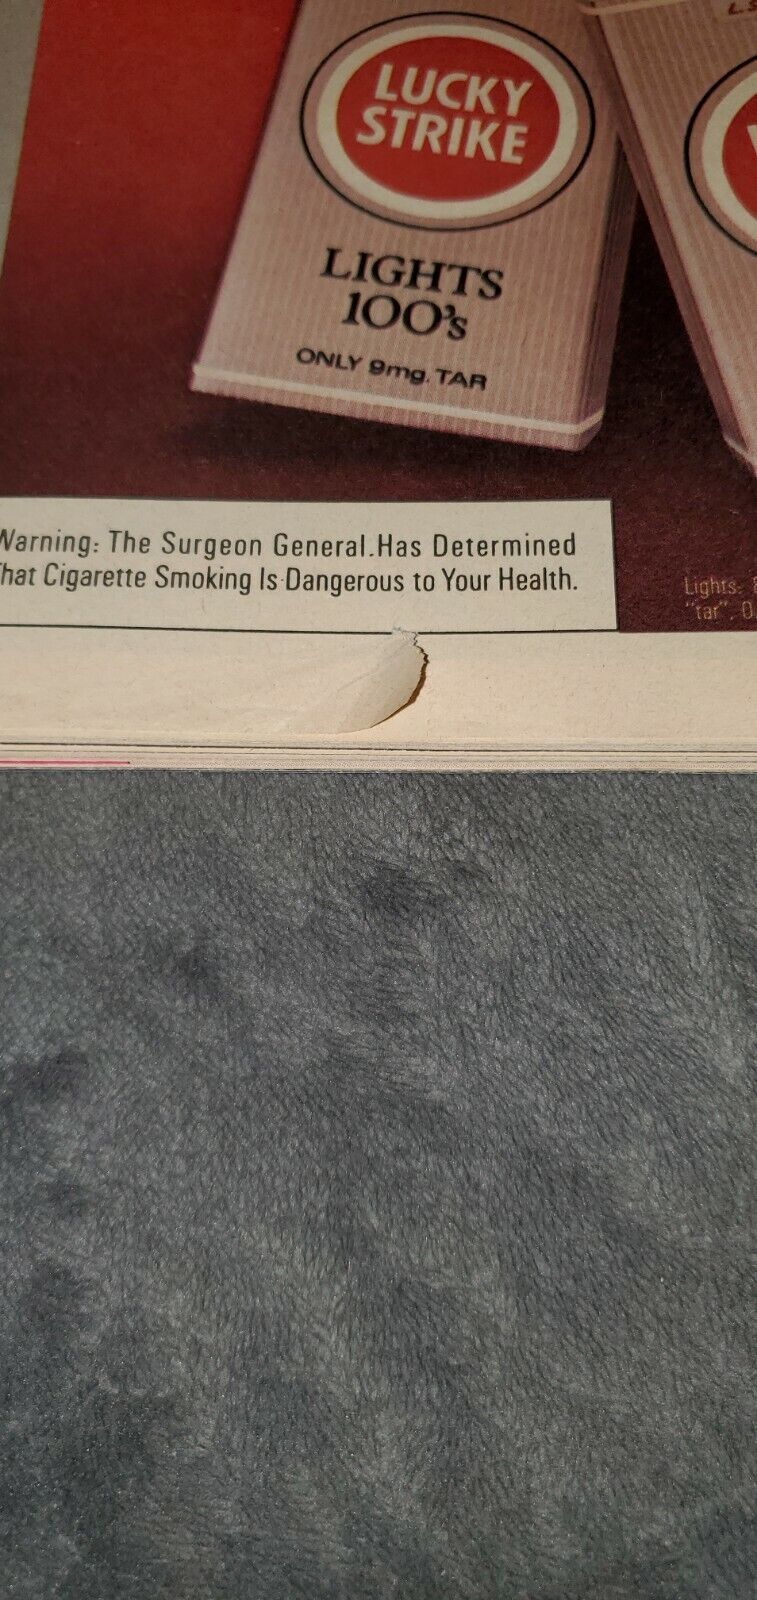 LUCKY
STRIKE
LIGHTS
100's
ONLY 9mg. TAR
Warning: The Surgeon General.Has Determined
That Cigarette Smoking Is Dangerous to Your Health.
Lights:
"tar", 0.
L.S